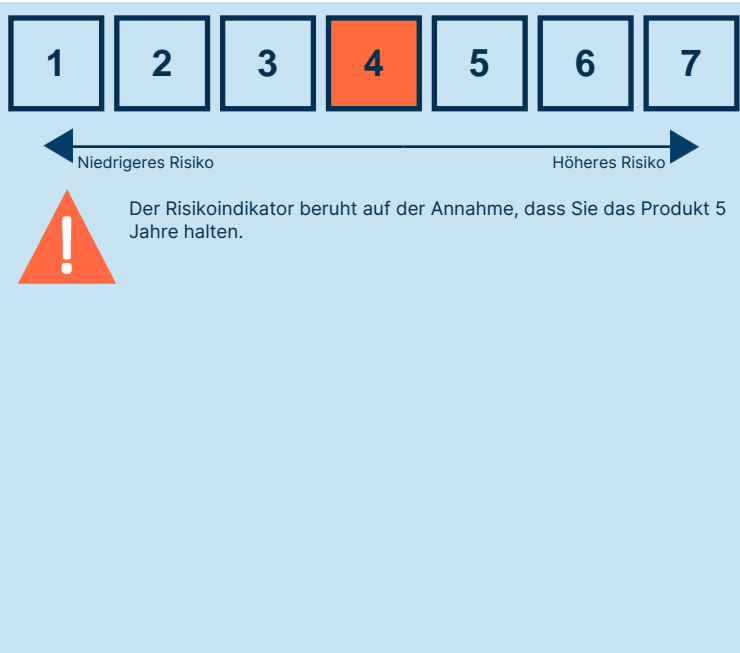 1 2 3 4 5 6 7
Niedrigeres Risiko Höheres Risiko
Der Risikoindikator beruht auf der Annahme, dass Sie das Produkt 5
Jahre halten.